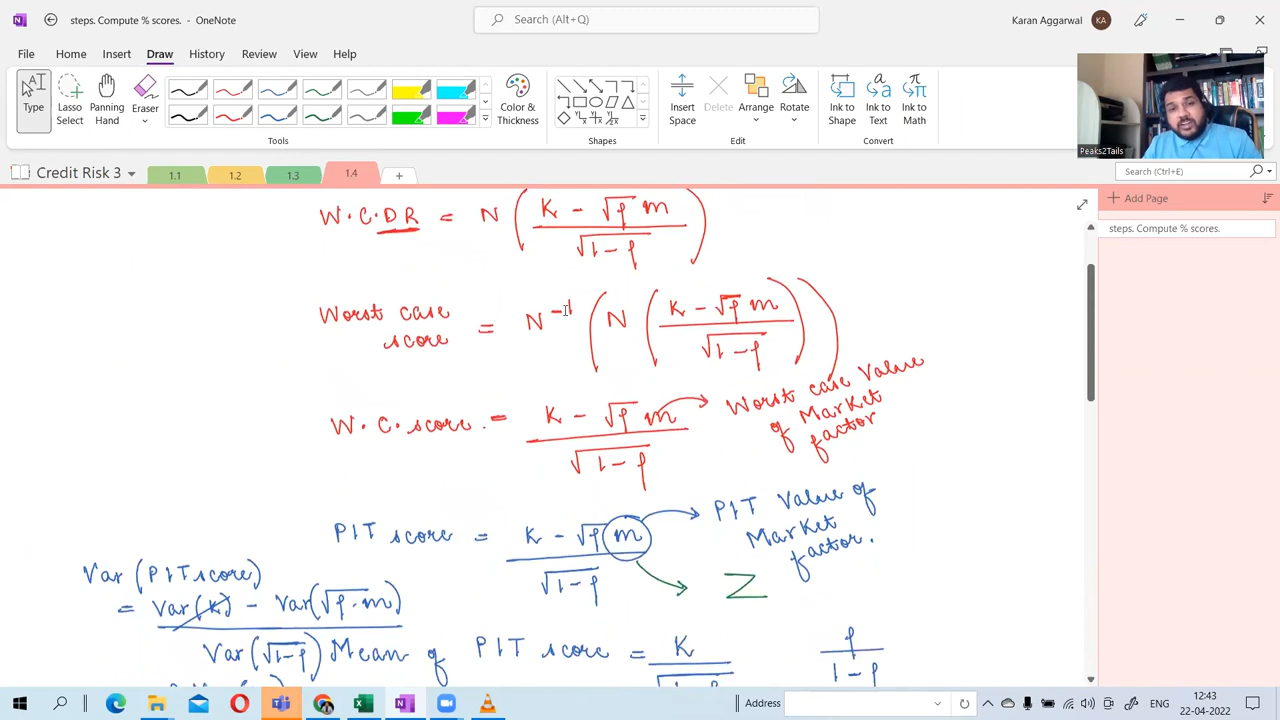 steps. Compute % scores. - OneNote
Search (Alt+Q)
Karan Aggarwal
KA
File Home Insert Draw History Review View Help
Type
Lasso Select
Panning Hand
Eraser
Color & Thickness
Insert Space
Delete
Arrange
Rotate
Ink to Shape
Ink to Text
Ink to Math
Tools
Shapes
Edit
Convert
Peaks2Tails
Credit Risk 3
1.1
1.2
1.3
1.4
Search (Ctrl+E)
Add Page
steps. Compute % scores.
W.C.DR = N ( K - √ρ m / √1-ρ )
Worst case score = N⁻¹ ( N ( K - √ρ m / √1-ρ ) )
W.C. score. = K - √ρ m / √1-ρ
Worst case Value of Market factor
PIT score = K - √ρ m / √1-ρ
PIT Value of Market factor.
Z
Var (PIT score)
= Var(K) - Var(√ρ.m) / Var(√1-ρ)
Mean of PIT score = K
ρ / 1-ρ
Address
ENG
12:43
22-04-2022